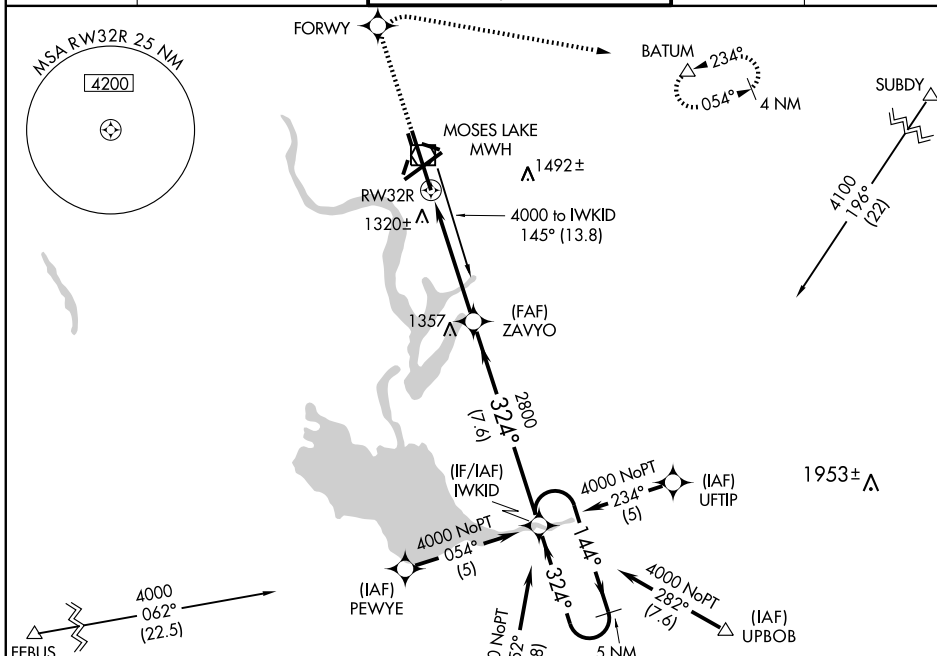 FORWY
MSA RW32R 25 NM
4200
BATUM
234°
054°
4 NM
SUBDY
MOSES LAKE
MWH
1492±
4100
196°
(22)
RW32R
1320±
4000 to IWKID
145° (13.8)
(FAF)
ZAVYO
1357
2800
324°
(7.6)
(IF/IAF)
IWKID
4000 NoPT
234°
(5)
(IAF)
UFTIP
1953±
4000 NoPT
054°
(5)
144°
324°
(IAF)
PEWYE
4000
062°
(22.5)
4000 NoPT
282°
(7.6)
(IAF)
UPBOB
5 NM
NoPT